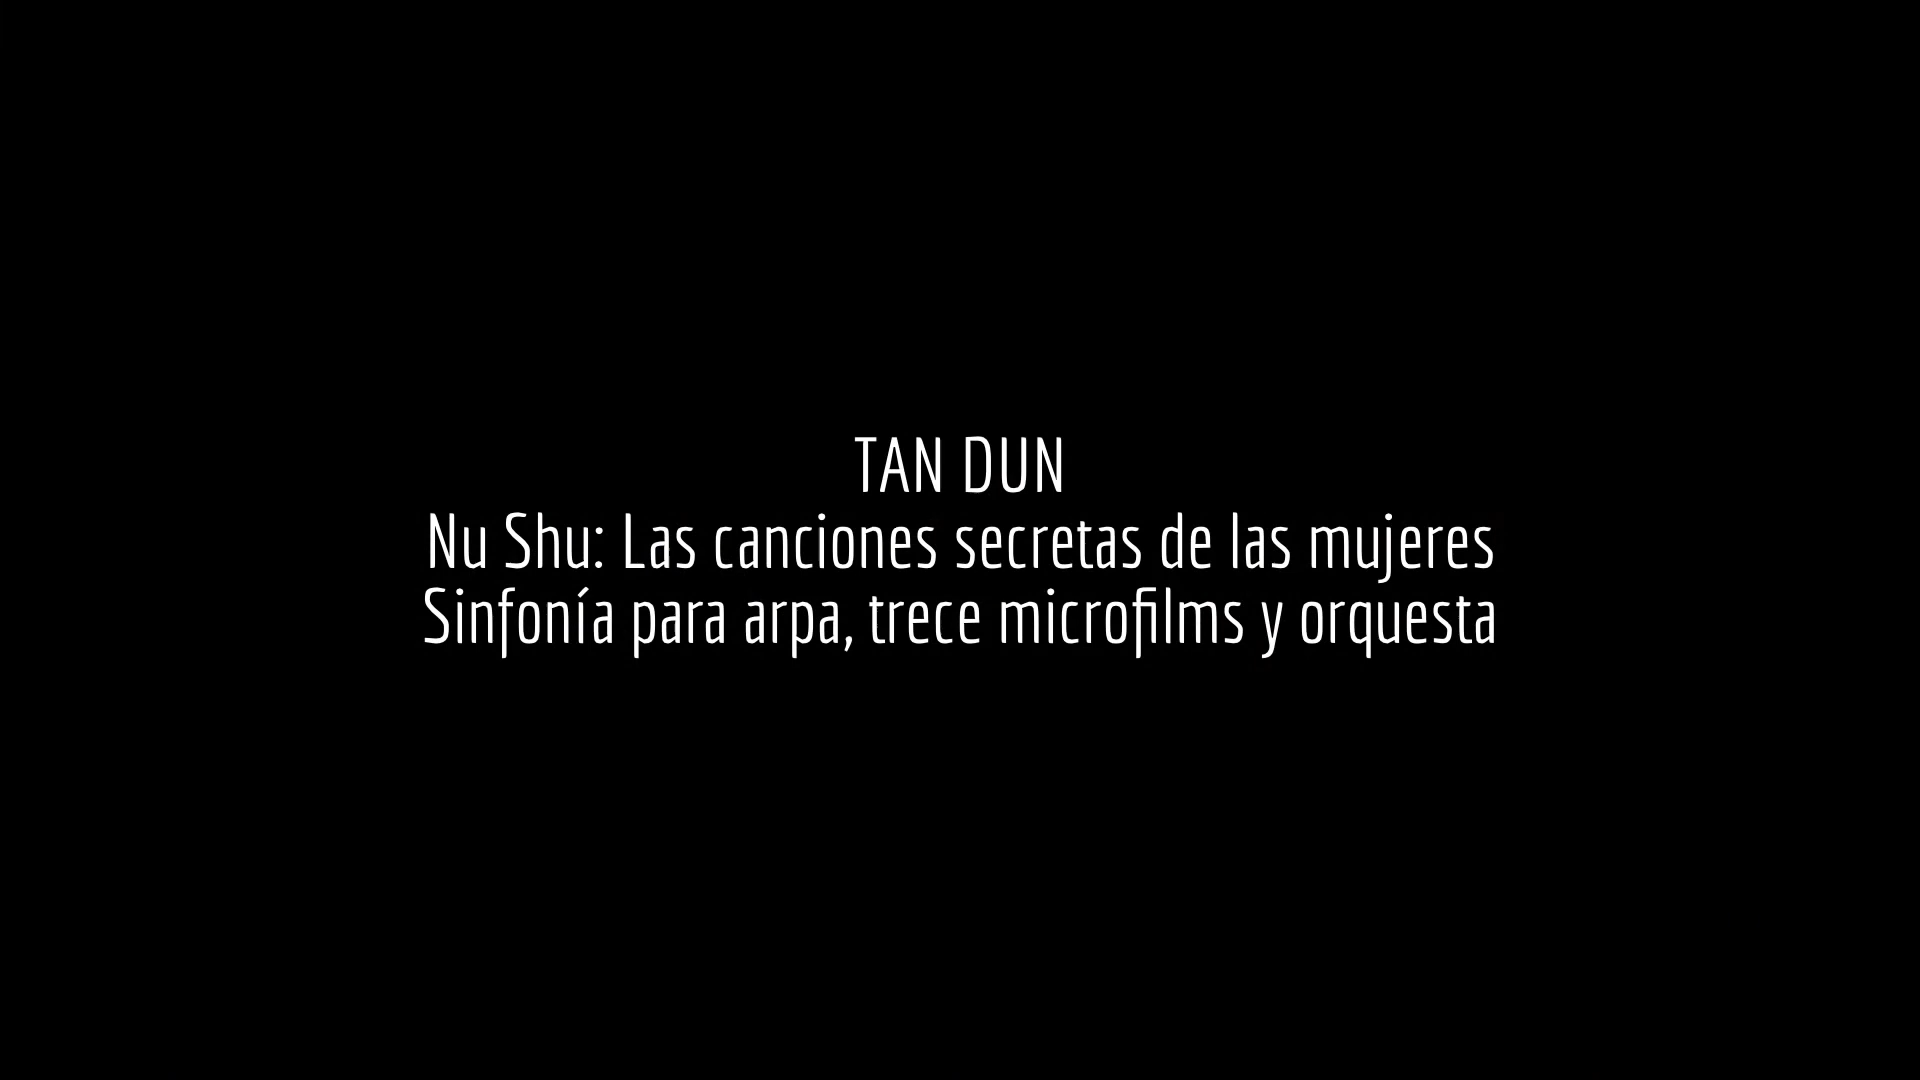 TAN DUN
Nu Shu: Las canciones secretas de las mujeres
Sinfonía para arpa, trece microfilms y orquesta